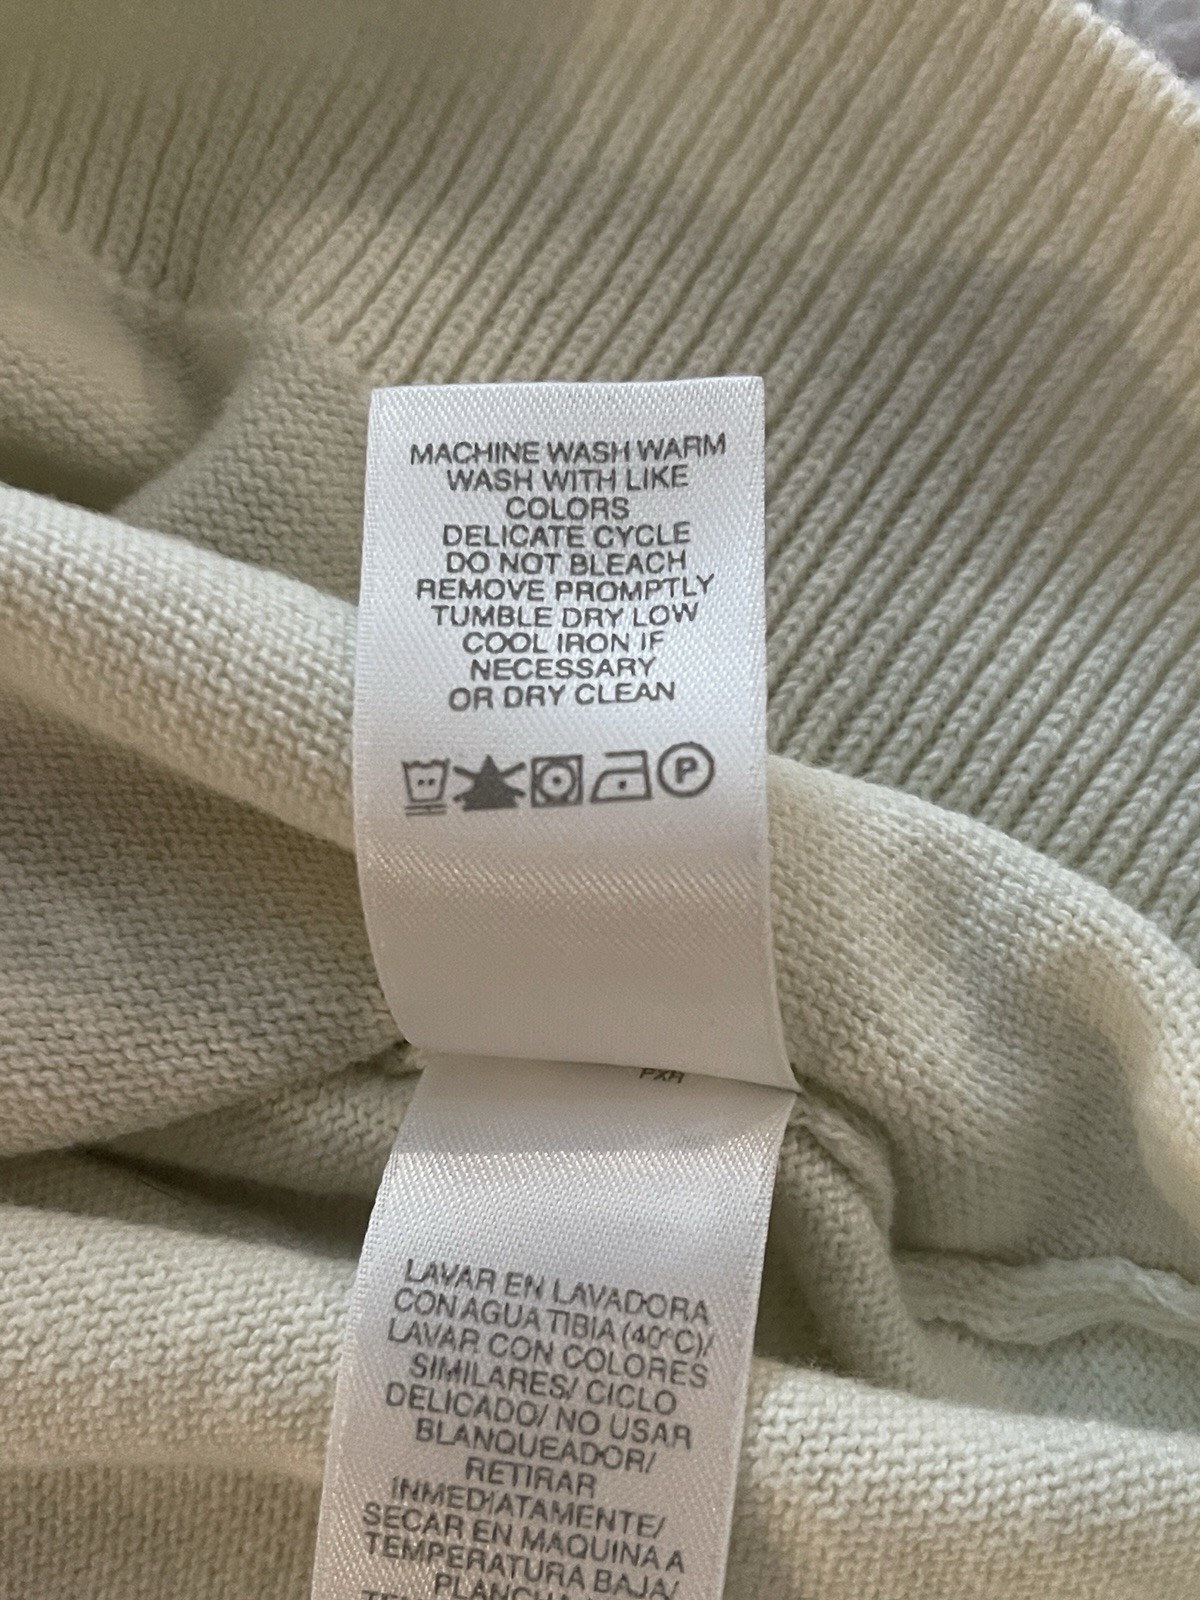 MACHINE WASH WARM
WASH WITH LIKE
COLORS
DELICATE CYCLE
DO NOT BLEACH
REMOVE PROMPTLY
TUMBLE DRY LOW
COOL IRON IF
NECESSARY
OR DRY CLEAN
P
PXR
LAVAR EN LAVADORA
CON AGUA TIBIA (40°C)/
LAVAR CON COLORES
SIMILARES/ CICLO
DELICADO/ NO USAR
BLANQUEADOR/
RETIRAR
INMEDIATAMENTE/
SECAR EN MAQUINA A
TEMPERATURA BAJA/